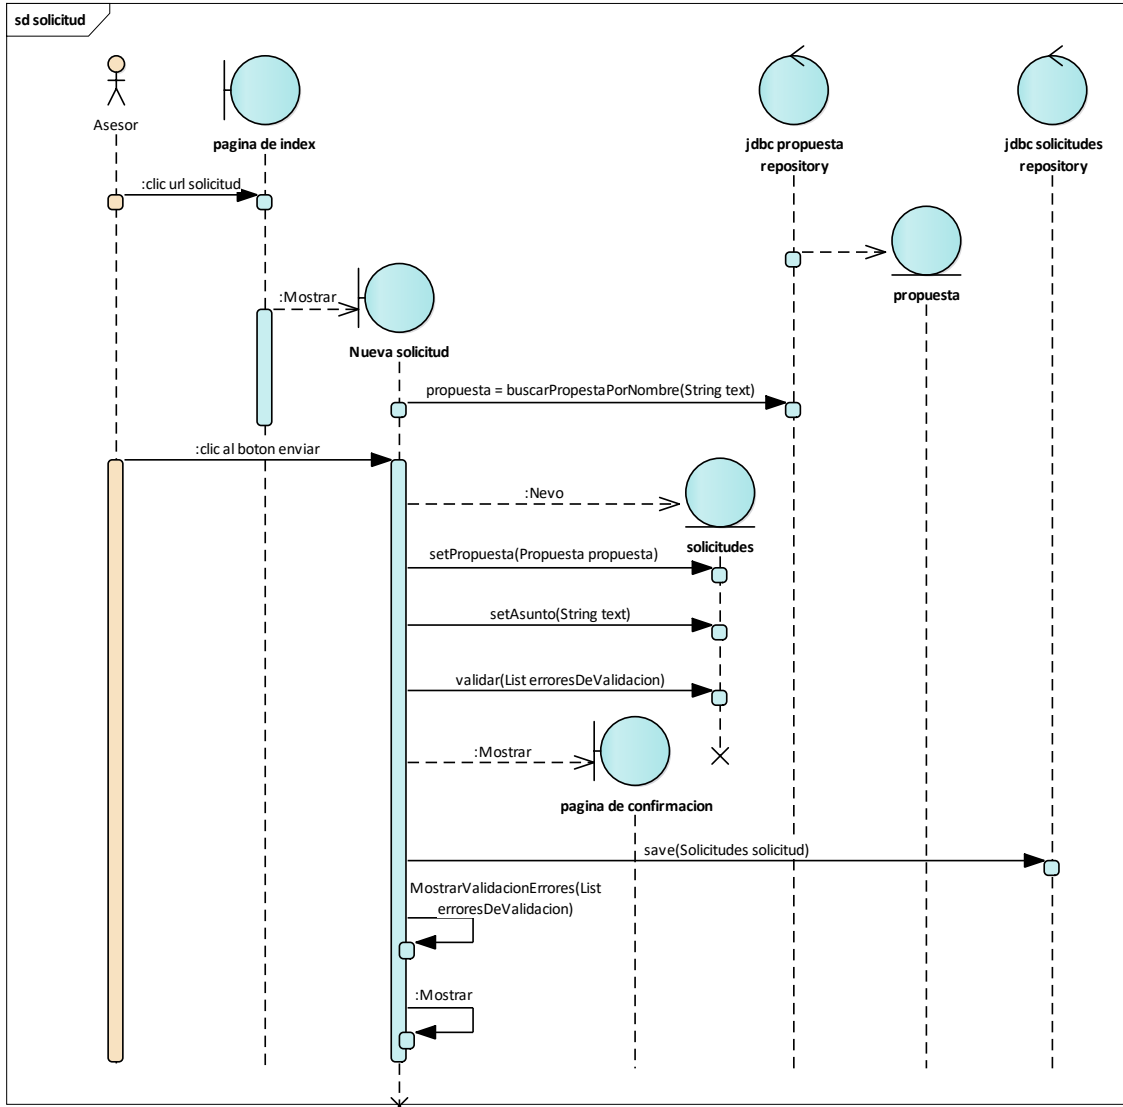 sd solicitud
Asesor
pagina de index
jdbc propuesta
repository
jdbc solicitudes
repository
:clic url solicitud
propuesta
:Mostrar
Nueva solicitud
propuesta = buscarPropestaPorNombre(String text)
:clic al boton enviar
:Nevo
solicitudes
setPropuesta(Propuesta propuesta)
setAsunto(String text)
validar(List erroresDeValidacion)
:Mostrar
pagina de confirmacion
save(Solicitudes solicitud)
MostrarValidacionErrores(List
erroresDeValidacion)
:Mostrar